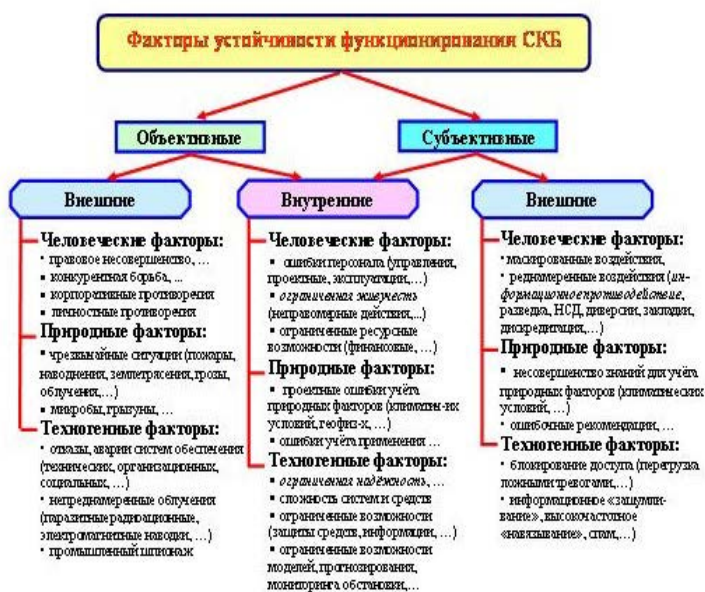 Факторы устойчивости функционирования СКБ
Объективные
Субъективные
Внешние
Человеческие факторы:
• правовое несовершенство, …
• конкурентная борьба, ...
• корпоративные противоречия
• личностные противоречия
Природные факторы:
• чрезвычайные ситуации (пожары,
наводнения, землетрясения, грозы,
облучения,…)
• микробы, грызуны, …
Техногенные факторы:
• отказы, аварии систем обеспечения
(технических, организационных,
социальных, …)
• непреднамеренные облучения
(паразитные радиационные,
электромагнитные наводки, …)
• промышленный шпионаж
Внутренние
Человеческие факторы:
• ошибки персонала (управления,
проектные, эксплуатации,…)
• ограниченная живучесть
(неправомерные действия,...)
• ограниченные ресурсные
возможности (финансовые, …)
Природные факторы:
• проектные ошибки учёта
природных факторов (климатич-их
условий, геофиз-х, …)
• ошибки учёта применения …
Техногенные факторы:
• ограниченная надёжность, …
• сложность систем и средств
• ограниченные возможности
(защиты средств, информации, …)
• ограниченные возможности
моделей, прогнозирования,
мониторинга обстановки,…
Внешние
Человеческие факторы:
• маскированные воздействия,
• реднамеренные воздействия (ин-
формационное противодействие,
разведка, НСД, диверсии, закладки,
дискредитация,…)
Природные факторы:
• несовершенство знаний для учёта
природных факторов (климатических
условий, …)
• ошибочные рекомендации, …
Техногенные факторы:
• блокирование доступа (перегрузка
ложными тревогами,…)
• информационное «зашумли-
вание», высокочастотное
«навязывание», спам,…)